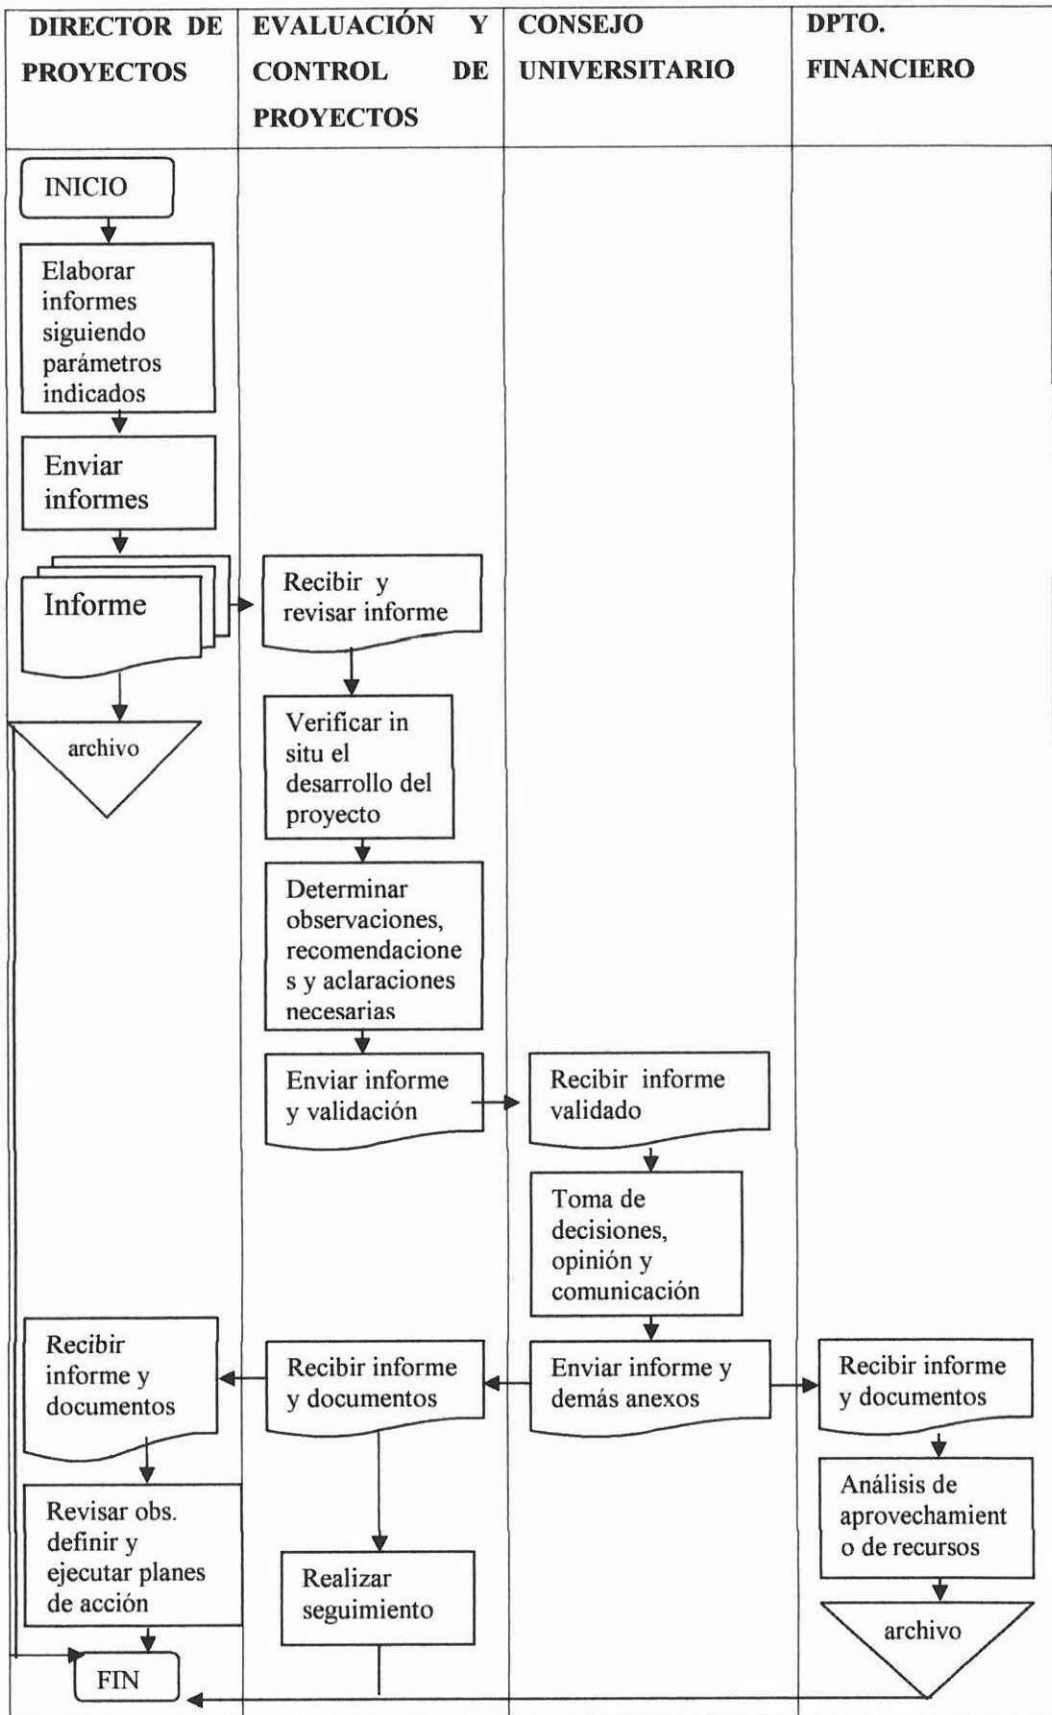 DIRECTOR DE
PROYECTOS
EVALUACIÓN Y
CONTROL DE
PROYECTOS
CONSEJO
UNIVERSITARIO
DPTO.
FINANCIERO
INICIO
Elaborar
informes
siguiendo
parámetros
indicados
Enviar
informes
Informe
archivo
Recibir y
revisar informe
Verificar in
situ el
desarrollo del
proyecto
Determinar
observaciones,
recomendacione
s y aclaraciones
necesarias
Enviar informe
y validación
Recibir informe
validado
Toma de
decisiones,
opinión y
comunicación
Enviar informe y
demás anexos
Recibir informe
y documentos
Recibir
informe y
documentos
Revisar obs.
definir y
ejecutar planes
de acción
Realizar
seguimiento
Recibir informe
y documentos
Análisis de
aprovechamient
o de recursos
archivo
FIN